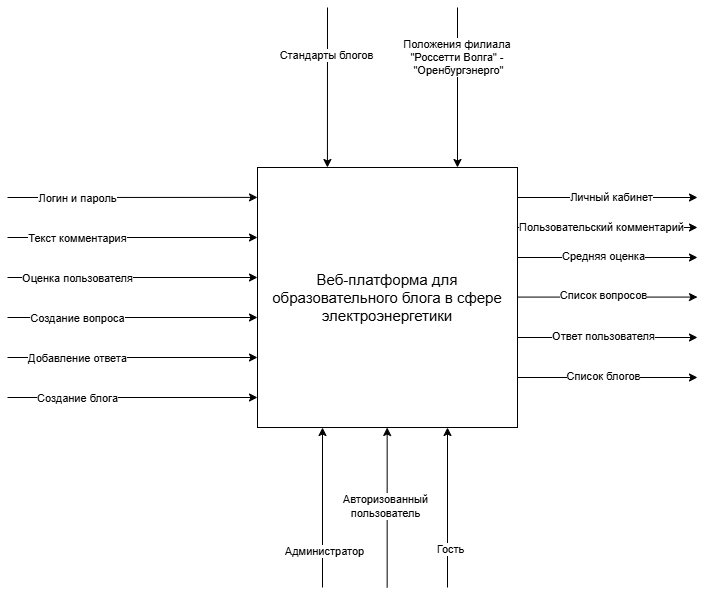 Стандарты блогов
Положения филиала
"Россетти Волга" -
"Оренбургэнерго"
Логин и пароль
Текст комментария
Оценка пользователя
Создание вопроса
Добавление ответа
Создание блога
Веб-платформа для
образовательного блога в сфере
электроэнергетики
Личный кабинет
Пользовательский комментарий
Средняя оценка
Список вопросов
Ответ пользователя
Список блогов
Администратор
Авторизованный
пользователь
Гость